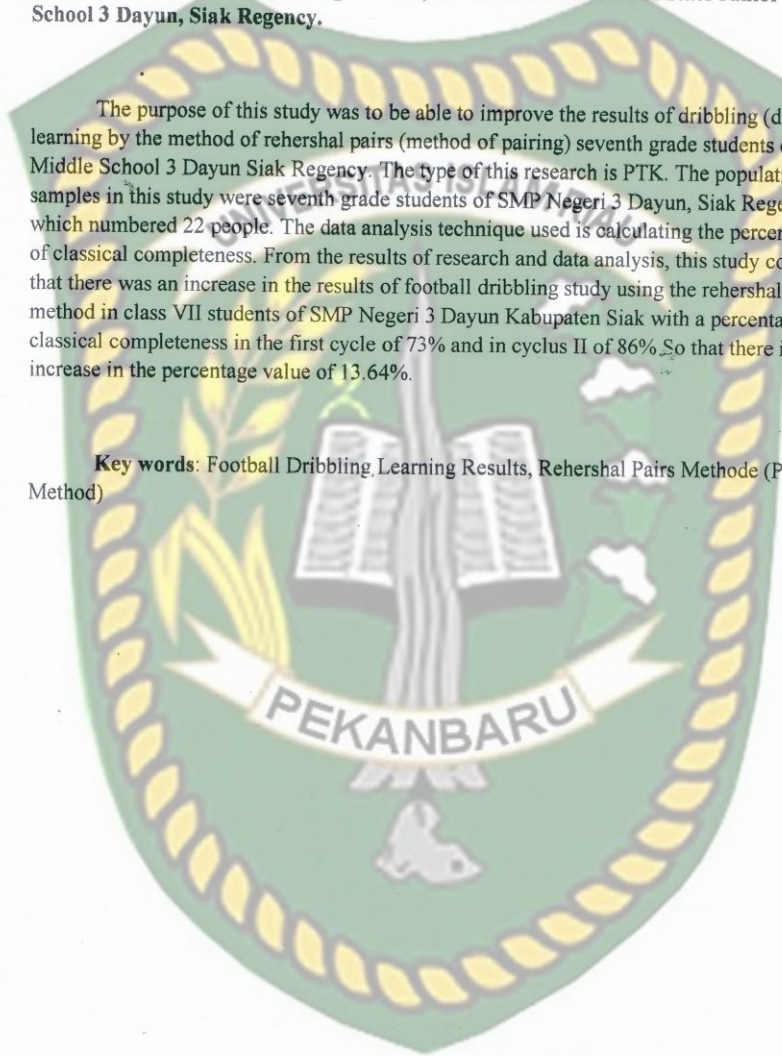 School 3 Dayun, Siak Regency.
The purpose of this study was to be able to improve the results of dribbling (d
learning by the method of rehershal pairs (method of pairing) seventh grade students
Middle School 3 Dayun Siak Regency. The type of this research is PTK. The populat
samples in this study were seventh grade students of SMP Negeri 3 Dayun, Siak Rege
which numbered 22 people. The data analysis technique used is calculating the percen
of classical completeness. From the results of research and data analysis, this study co
that there was an increase in the results of football dribbling study using the rehershal
method in class VII students of SMP Negeri 3 Dayun Kabupaten Siak with a percenta
classical completeness in the first cycle of 73% and in cyclus II of 86% So that there i
increase in the percentage value of 13.64%.
Key words: Football Dribbling, Learning Results, Rehershal Pairs Methode (P
Method)
UNIVERSITAS ISLAM RIAU
PEKANBARU